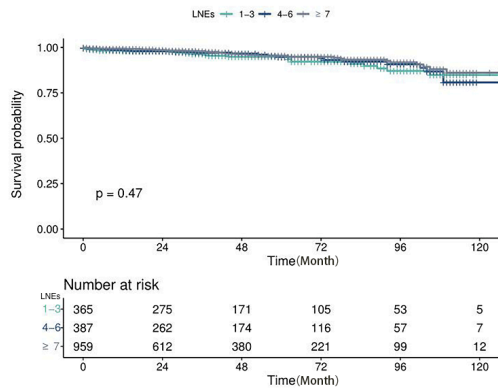 LNEs 1-3 4-6 ≥ 7
1.00
0.75
0.50
0.25
0.00
Survival probability
p = 0.47
0 24 48 72 96 120
Time(Month)
Number at risk
LNEs
1-3 365 275 171 105 53 5
4-6 387 262 174 116 57 7
≥ 7 959 612 380 221 99 12
0 24 48 72 96 120
Time(Month)